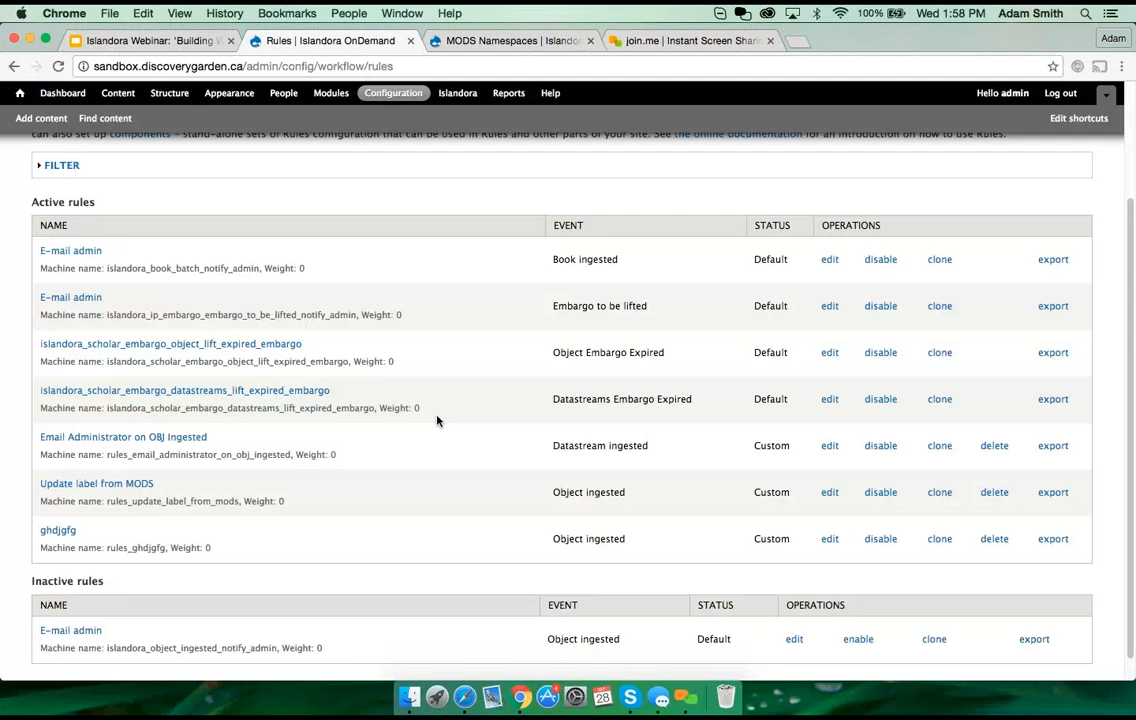 Chrome File Edit View History Bookmarks People Window Help 100% Wed 1:58 PM Adam Smith
Islandora Webinar: 'Building W × Rules | Islandora OnDemand × MODS Namespaces | Islando × join.me | Instant Screen Shar × Adam
sandbox.discoverygarden.ca/admin/config/workflow/rules
Dashboard Content Structure Appearance People Modules Configuration Islandora Reports Help Hello admin Log out
Add content Find content Edit shortcuts
can also set up components - stand-alone sets of Rules configuration that can be used in Rules and other parts of your site. See the online documentation for an introduction on how to use Rules.
FILTER
Active rules
NAME EVENT STATUS OPERATIONS
E-mail admin
Machine name: islandora_book_batch_notify_admin, Weight: 0 Book ingested Default edit disable clone export
E-mail admin
Machine name: islandora_ip_embargo_embargo_to_be_lifted_notify_admin, Weight: 0 Embargo to be lifted Default edit disable clone export
islandora_scholar_embargo_object_lift_expired_embargo
Machine name: islandora_scholar_embargo_object_lift_expired_embargo, Weight: 0 Object Embargo Expired Default edit disable clone export
islandora_scholar_embargo_datastreams_lift_expired_embargo
Machine name: islandora_scholar_embargo_datastreams_lift_expired_embargo, Weight: 0 Datastreams Embargo Expired Default edit disable clone export
Email Administrator on OBJ Ingested
Machine name: rules_email_administrator_on_obj_ingested, Weight: 0 Datastream ingested Custom edit disable clone delete export
Update label from MODS
Machine name: rules_update_label_from_mods, Weight: 0 Object ingested Custom edit disable clone delete export
ghdjgfg
Machine name: rules_ghdjgfg, Weight: 0 Object ingested Custom edit disable clone delete export
Inactive rules
NAME EVENT STATUS OPERATIONS
E-mail admin
Machine name: islandora_object_ingested_notify_admin, Weight: 0 Object ingested Default edit enable clone export
28